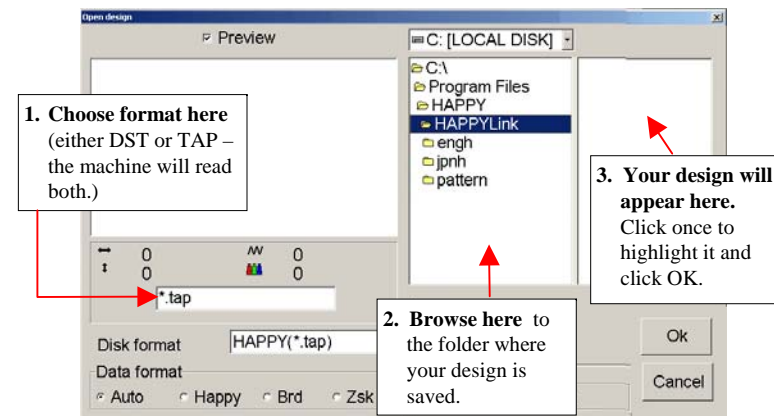 Open design
Preview
C: [LOCAL DISK]
C:\
Program Files
HAPPY
HAPPYLink
engh
jpnh
pattern
1. Choose format here
(either DST or TAP –
the machine will read
both.)
3. Your design will
appear here.
Click once to
highlight it and
click OK.
0
0
0
0
*.tap
2. Browse here to
the folder where
your design is
saved.
Disk format HAPPY(*.tap)
Data format
Auto Happy Brd Zsk
Ok
Cancel